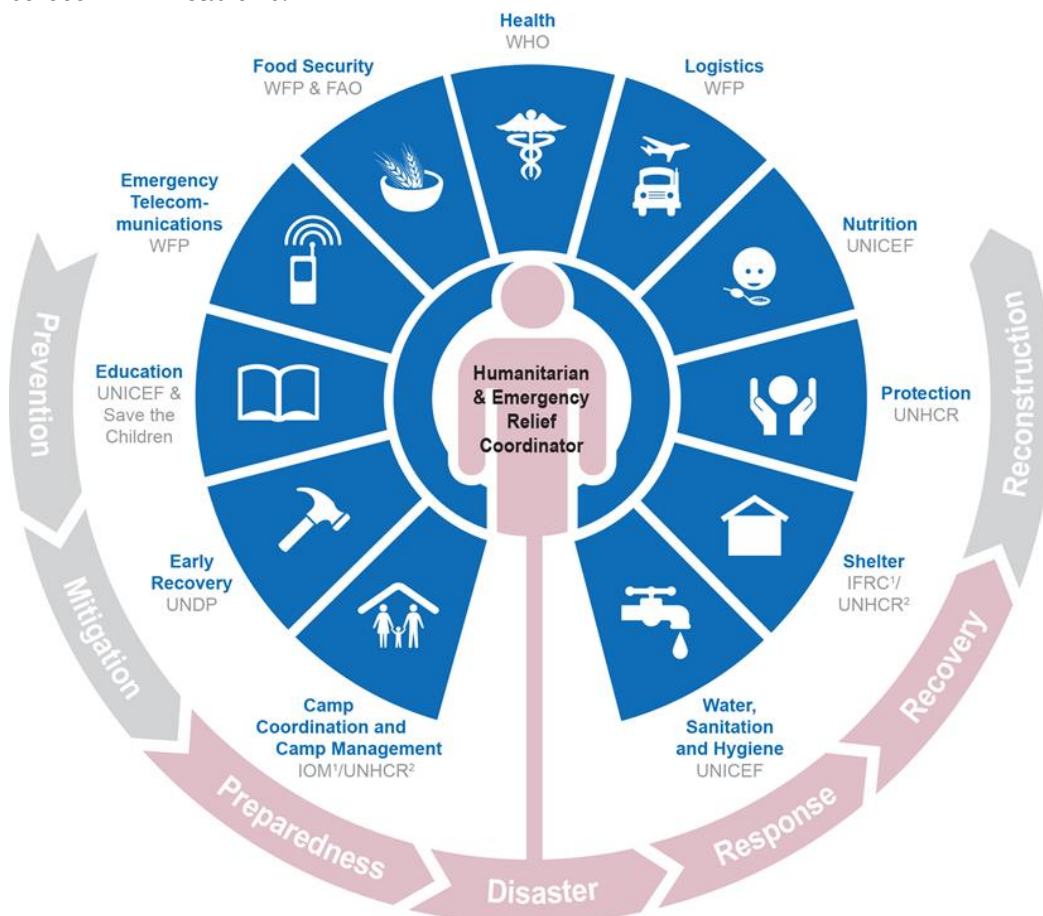 Health
WHO
Food Security
WFP & FAO
Logistics
WFP
Emergency
Telecom-
munications
WFP
Nutrition
UNICEF
Education
UNICEF &
Save the
Children
Protection
UNHCR
Humanitarian
& Emergency
Relief
Coordinator
Early
Recovery
UNDP
Shelter
IFRC¹/
UNHCR²
Camp
Coordination and
Camp Management
IOM¹/UNHCR²
Water,
Sanitation
and Hygiene
UNICEF
Prevention
Mitigation
Preparedness
Disaster
Response
Recovery
Reconstruction